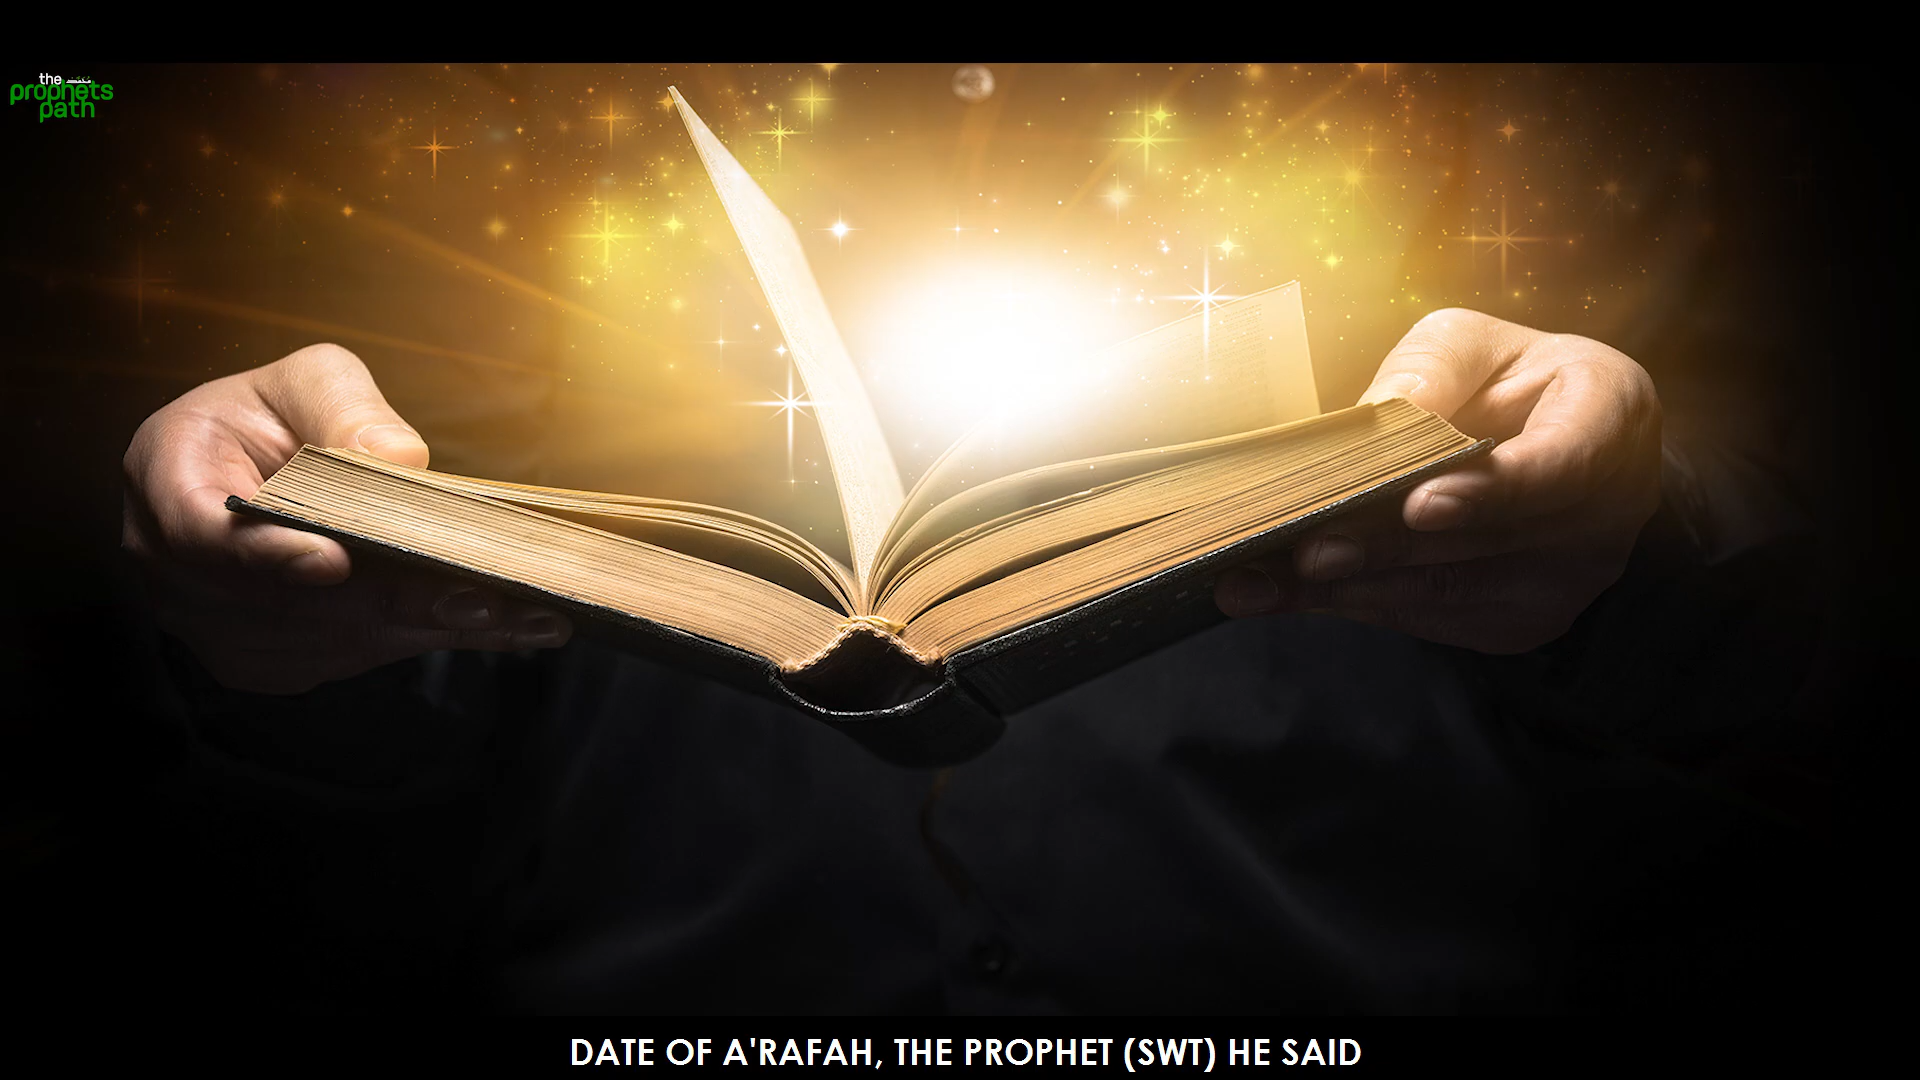 the
prophets
path
DATE OF A'RAFAH, THE PROPHET (SWT) HE SAID